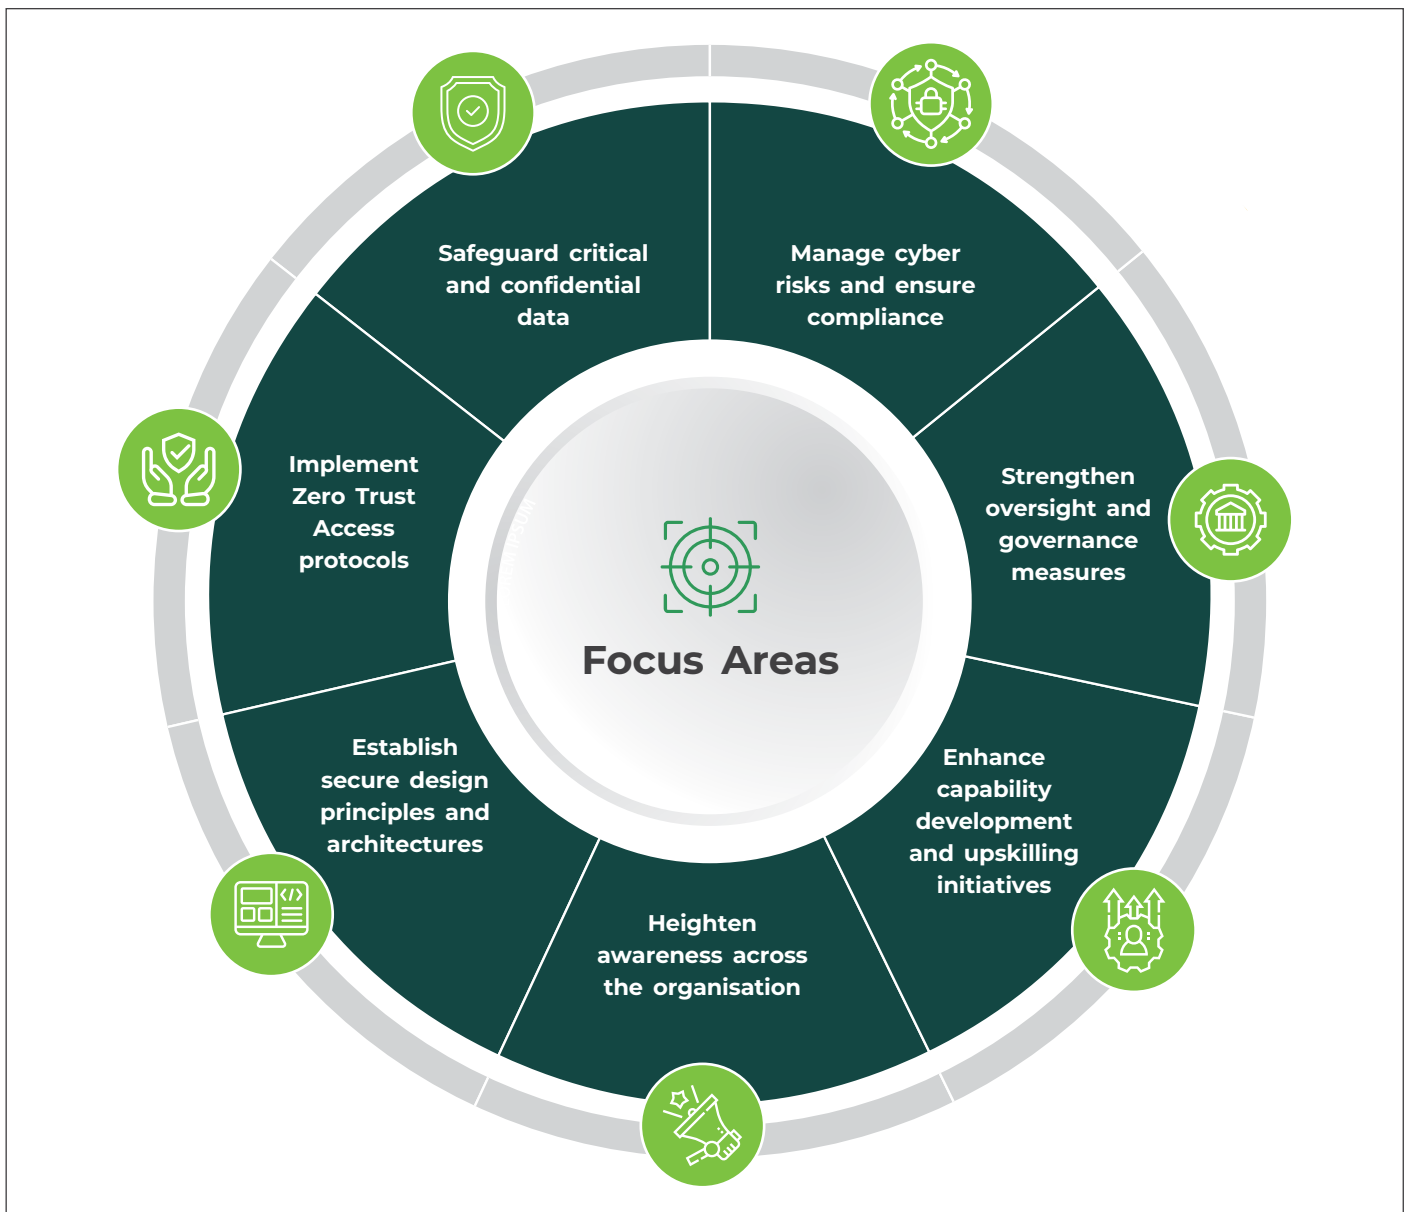 Safeguard critical
and confidential
data
Manage cyber
risks and ensure
compliance
Implement
Zero Trust
Access
protocols
Strengthen
oversight and
governance
measures
Focus Areas
Establish
secure design
principles and
architectures
Enhance
capability
development
and upskilling
initiatives
Heighten
awareness across
the organisation